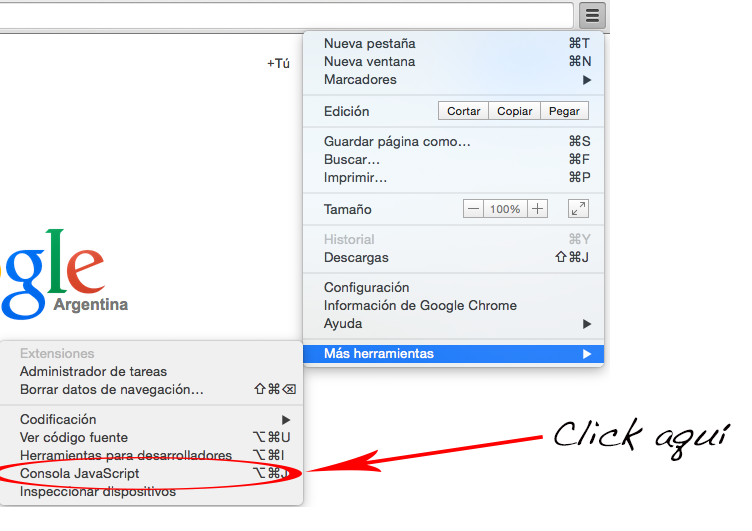 +Tú
Nueva pestaña ⌘T
Nueva ventana ⌘N
Marcadores ▶
Edición Cortar Copiar Pegar
Guardar página como... ⌘S
Buscar... ⌘F
Imprimir... ⌘P
Tamaño − 100% +
Historial ⌘Y
Descargas ⇧⌘J
Configuración
Información de Google Chrome
Ayuda ▶
Más herramientas ▶
ogle
Argentina
Extensiones
Administrador de tareas
Borrar datos de navegación... ⇧⌘⌫
Codificación ▶
Ver código fuente ⌥⌘U
Herramientas para desarrolladores ⌥⌘I
Consola JavaScript ⌥⌘J
Inspeccionar dispositivos
Click aquí